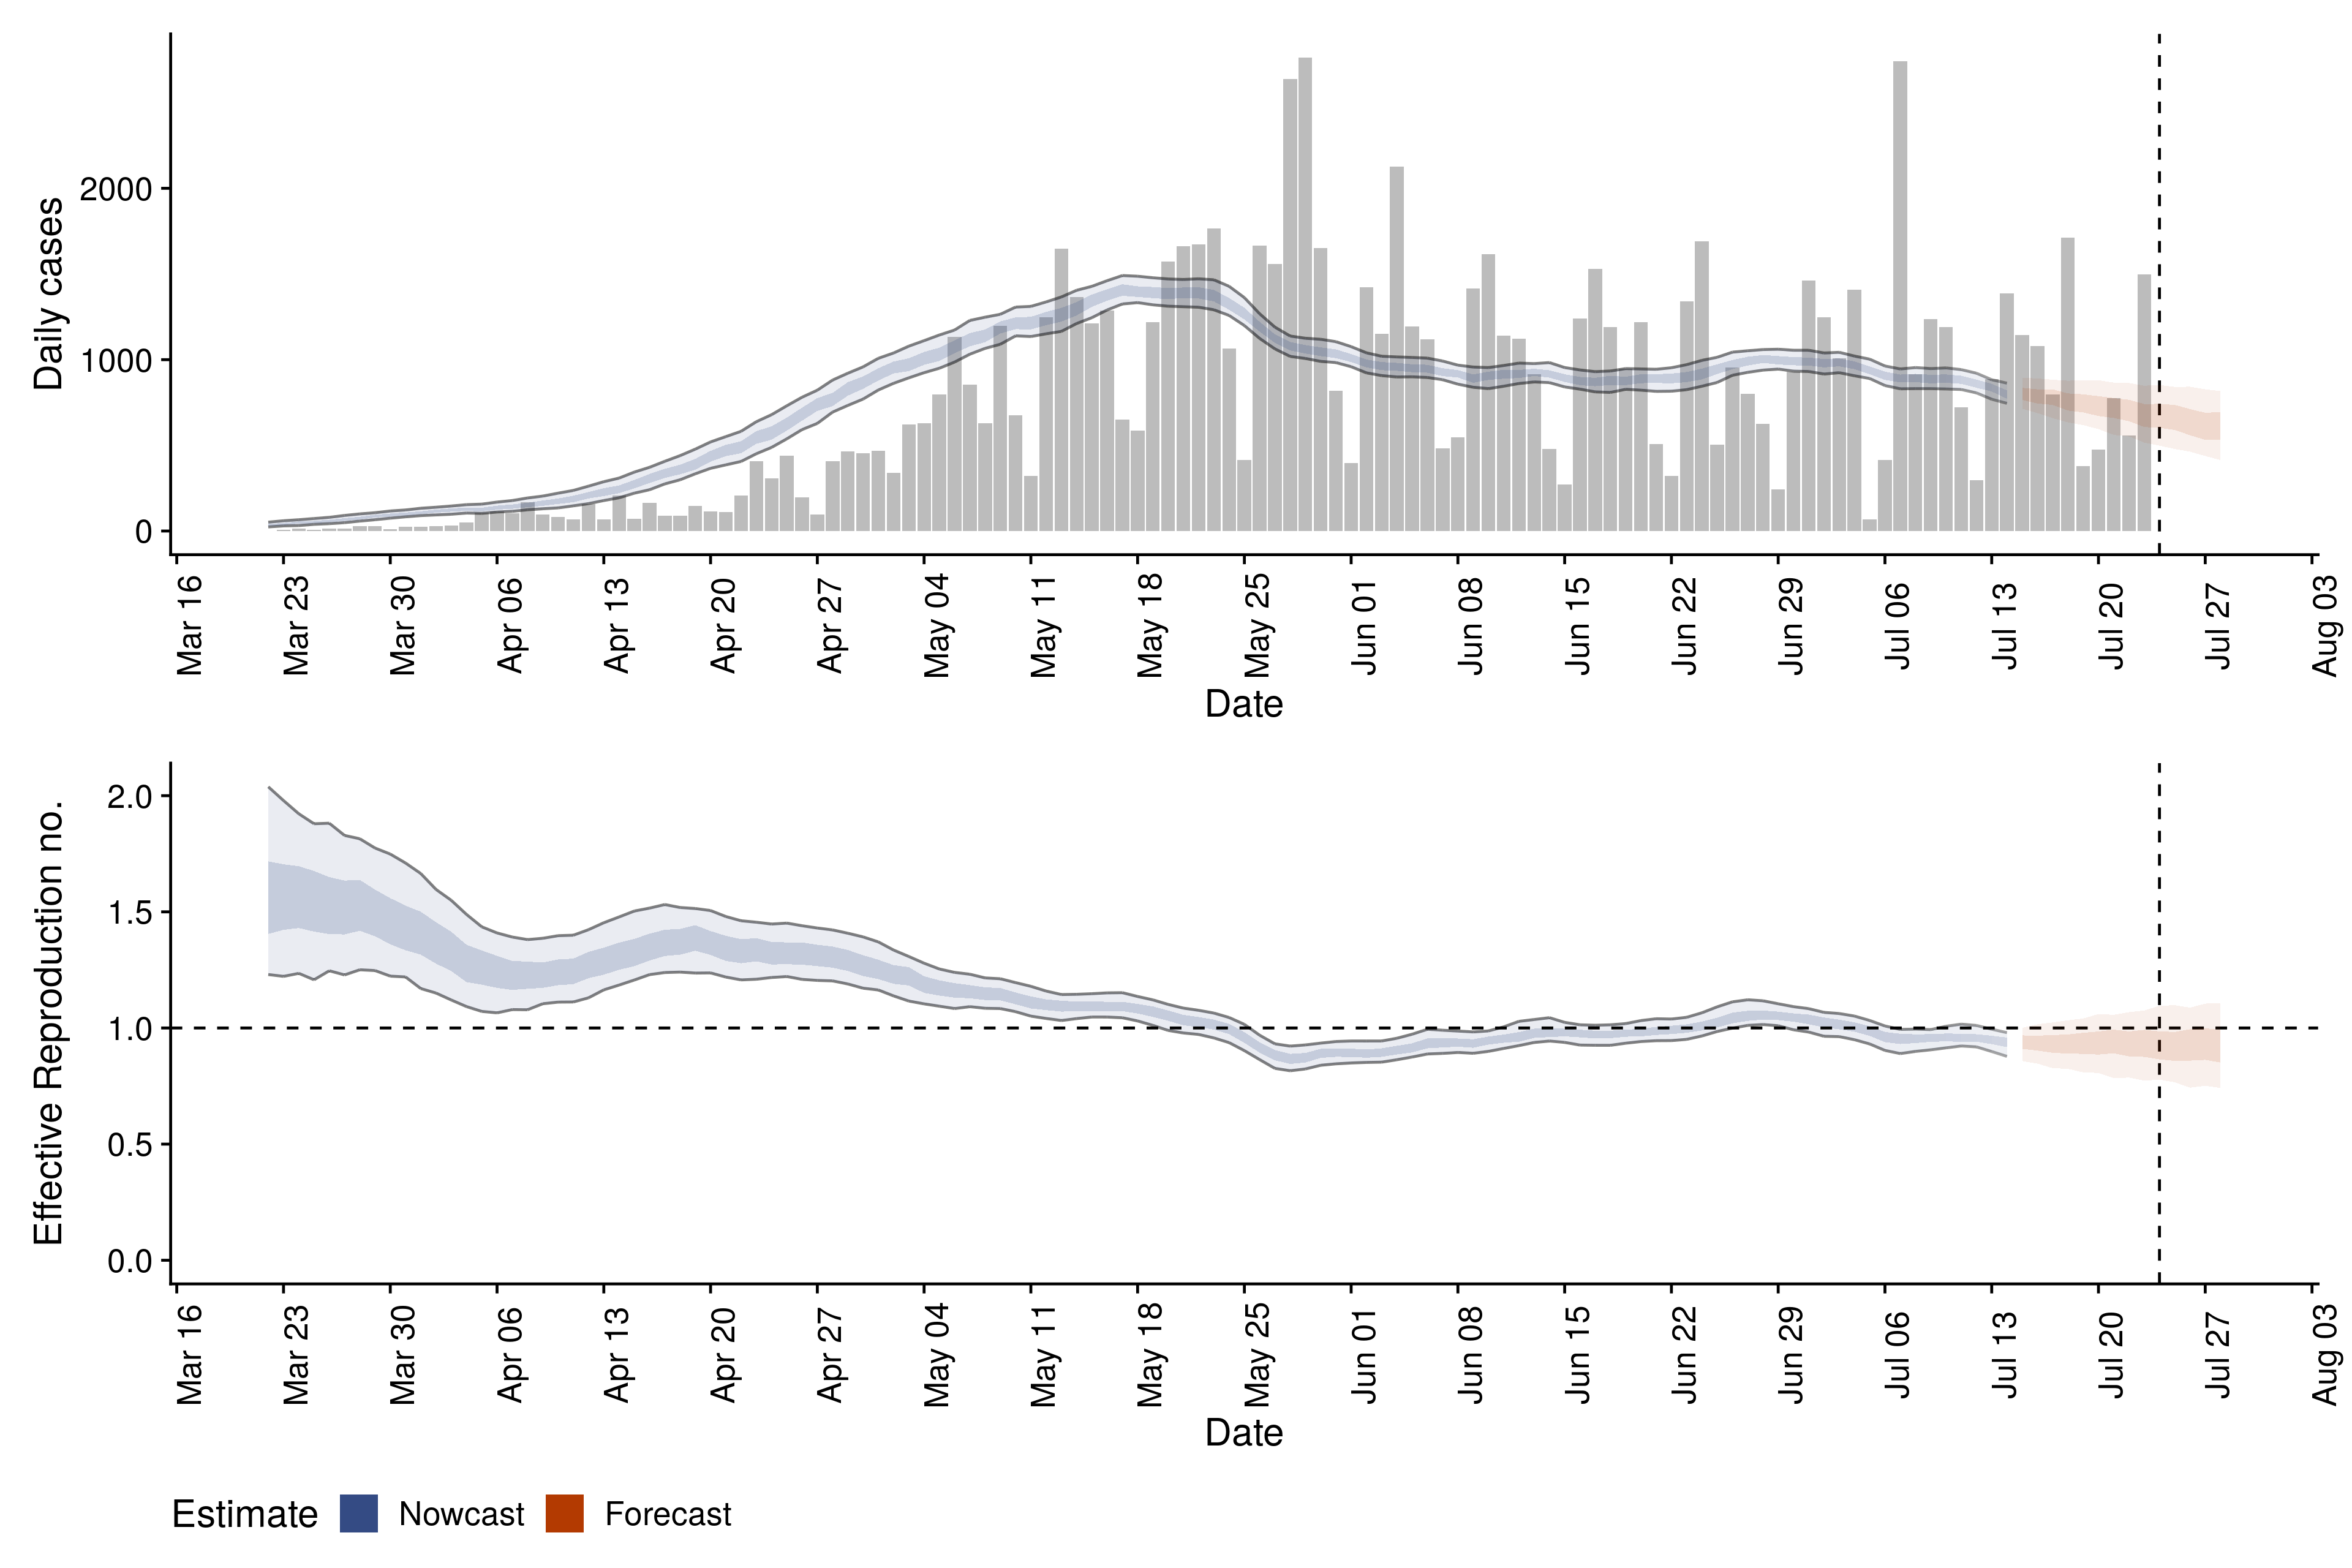 Daily cases
2000
1000
0
Mar 16
Mar 23
Mar 30
Apr 06
Apr 13
Apr 20
Apr 27
May 04
May 11
May 18
May 25
Jun 01
Jun 08
Jun 15
Jun 22
Jun 29
Jul 06
Jul 13
Jul 20
Jul 27
Aug 03
Date
Effective Reproduction no.
2.0
1.5
1.0
0.5
0.0
Mar 16
Mar 23
Mar 30
Apr 06
Apr 13
Apr 20
Apr 27
May 04
May 11
May 18
May 25
Jun 01
Jun 08
Jun 15
Jun 22
Jun 29
Jul 06
Jul 13
Jul 20
Jul 27
Aug 03
Date
Estimate Nowcast Forecast